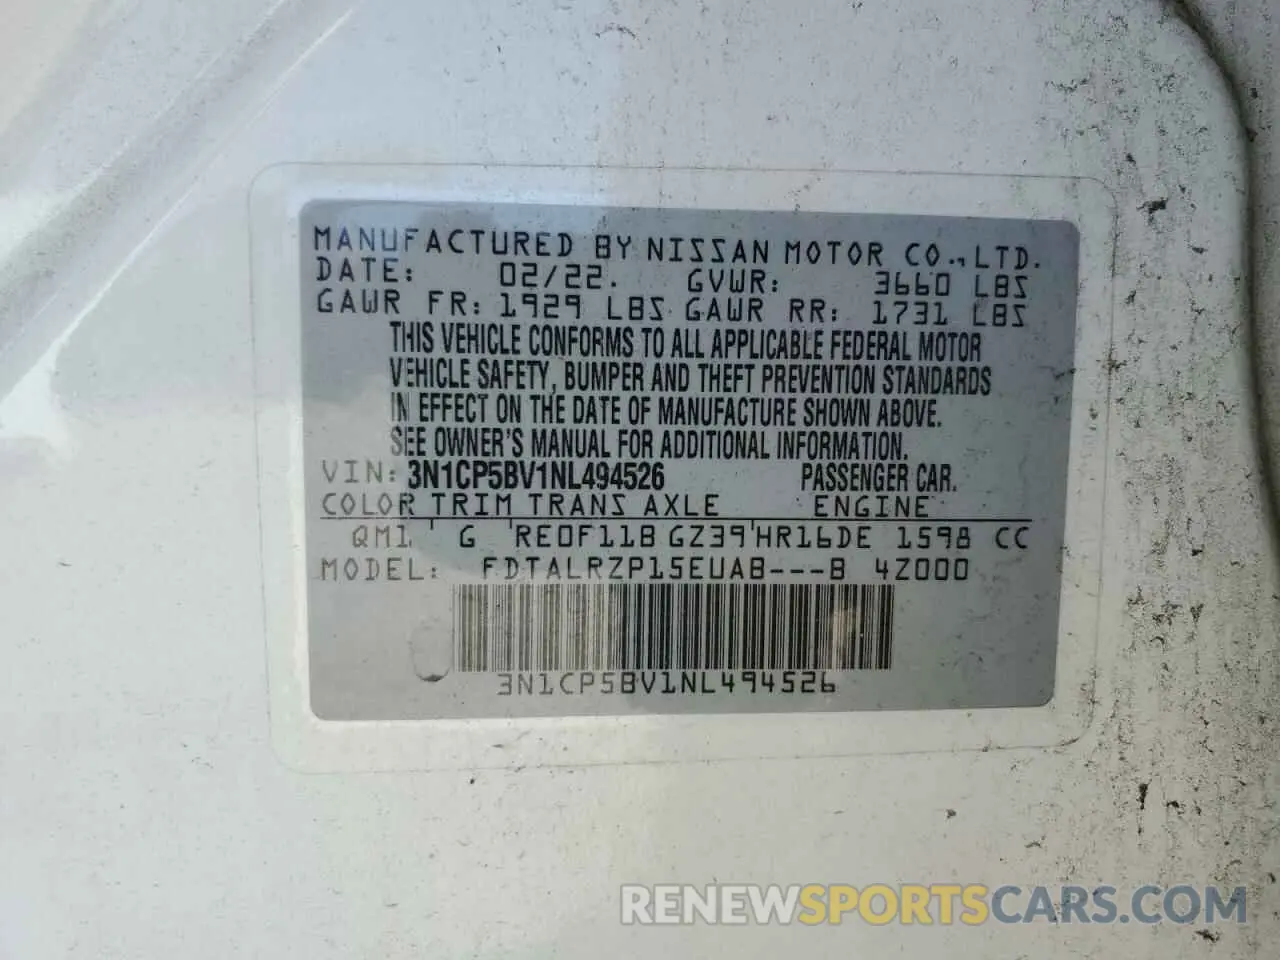 MANUFACTURED BY NISSAN MOTOR CO., LTD.
DATE: 02/22. GVWR: 3660 LBS
GAWR FR: 1929 LBS GAWR RR: 1731 LBS
THIS VEHICLE CONFORMS TO ALL APPLICABLE FEDERAL MOTOR
VEHICLE SAFETY, BUMPER AND THEFT PREVENTION STANDARDS
IN EFFECT ON THE DATE OF MANUFACTURE SHOWN ABOVE.
SEE OWNER'S MANUAL FOR ADDITIONAL INFORMATION.
VIN: 3N1CP5BV1NL494526 PASSENGER CAR.
COLOR TRIM TRANS AXLE ENGINE
QM1 G RE0F11B GZ39 HR16DE 1598 CC
MODEL: FDTALRZP15EUAB---B 4Z000
3N1CP5BV1NL494526
RENEWSPORTSCARS.COM